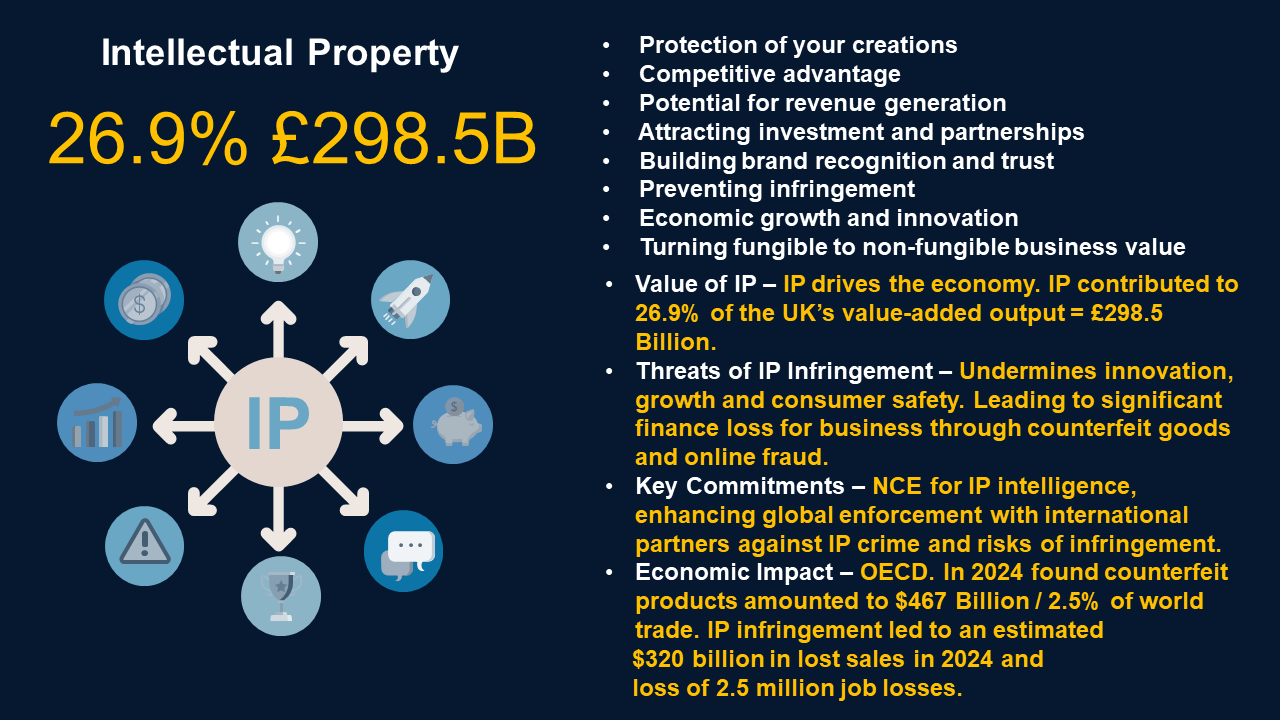 Intellectual Property
26.9% £298.5B
$
$
IP
• Protection of your creations
• Competitive advantage
• Potential for revenue generation
• Attracting investment and partnerships
• Building brand recognition and trust
• Preventing infringement
• Economic growth and innovation
• Turning fungible to non-fungible business value
• Value of IP – IP drives the economy. IP contributed to
26.9% of the UK’s value-added output = £298.5
Billion.
• Threats of IP Infringement – Undermines innovation,
growth and consumer safety. Leading to significant
finance loss for business through counterfeit goods
and online fraud.
• Key Commitments – NCE for IP intelligence,
enhancing global enforcement with international
partners against IP crime and risks of infringement.
• Economic Impact – OECD. In 2024 found counterfeit
products amounted to $467 Billion / 2.5% of world
trade. IP infringement led to an estimated
$320 billion in lost sales in 2024 and
loss of 2.5 million job losses.